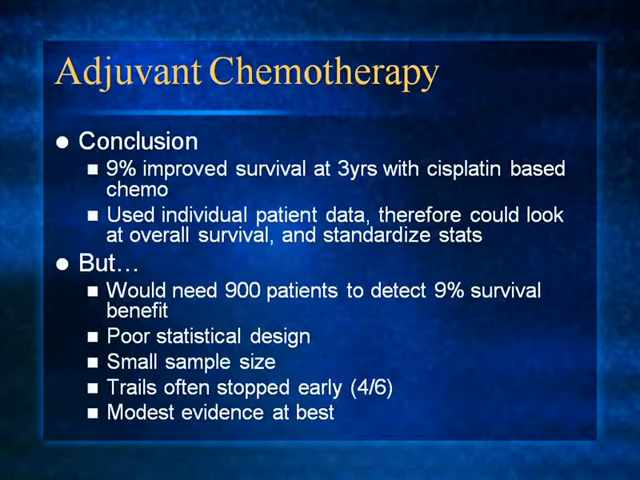 Adjuvant Chemotherapy
Conclusion
9% improved survival at 3yrs with cisplatin based
chemo
Used individual patient data, therefore could look
at overall survival, and standardize stats
But…
Would need 900 patients to detect 9% survival
benefit
Poor statistical design
Small sample size
Trails often stopped early (4/6)
Modest evidence at best